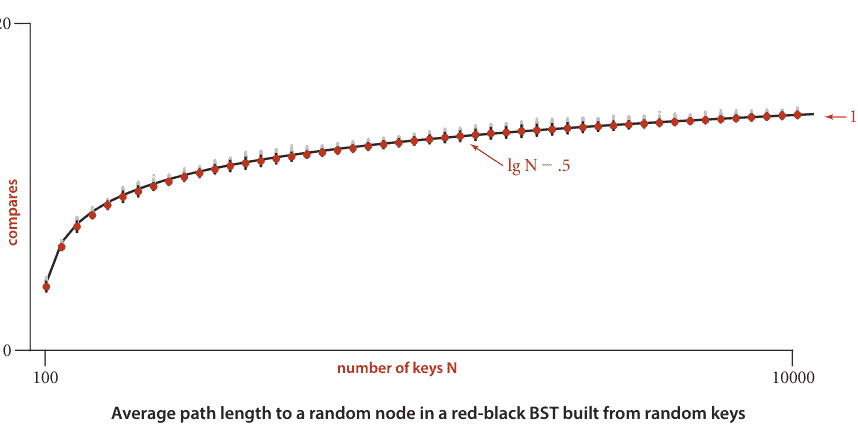 20
compares
lg N – .5
1
0
100
number of keys N
10000
Average path length to a random node in a red-black BST built from random keys